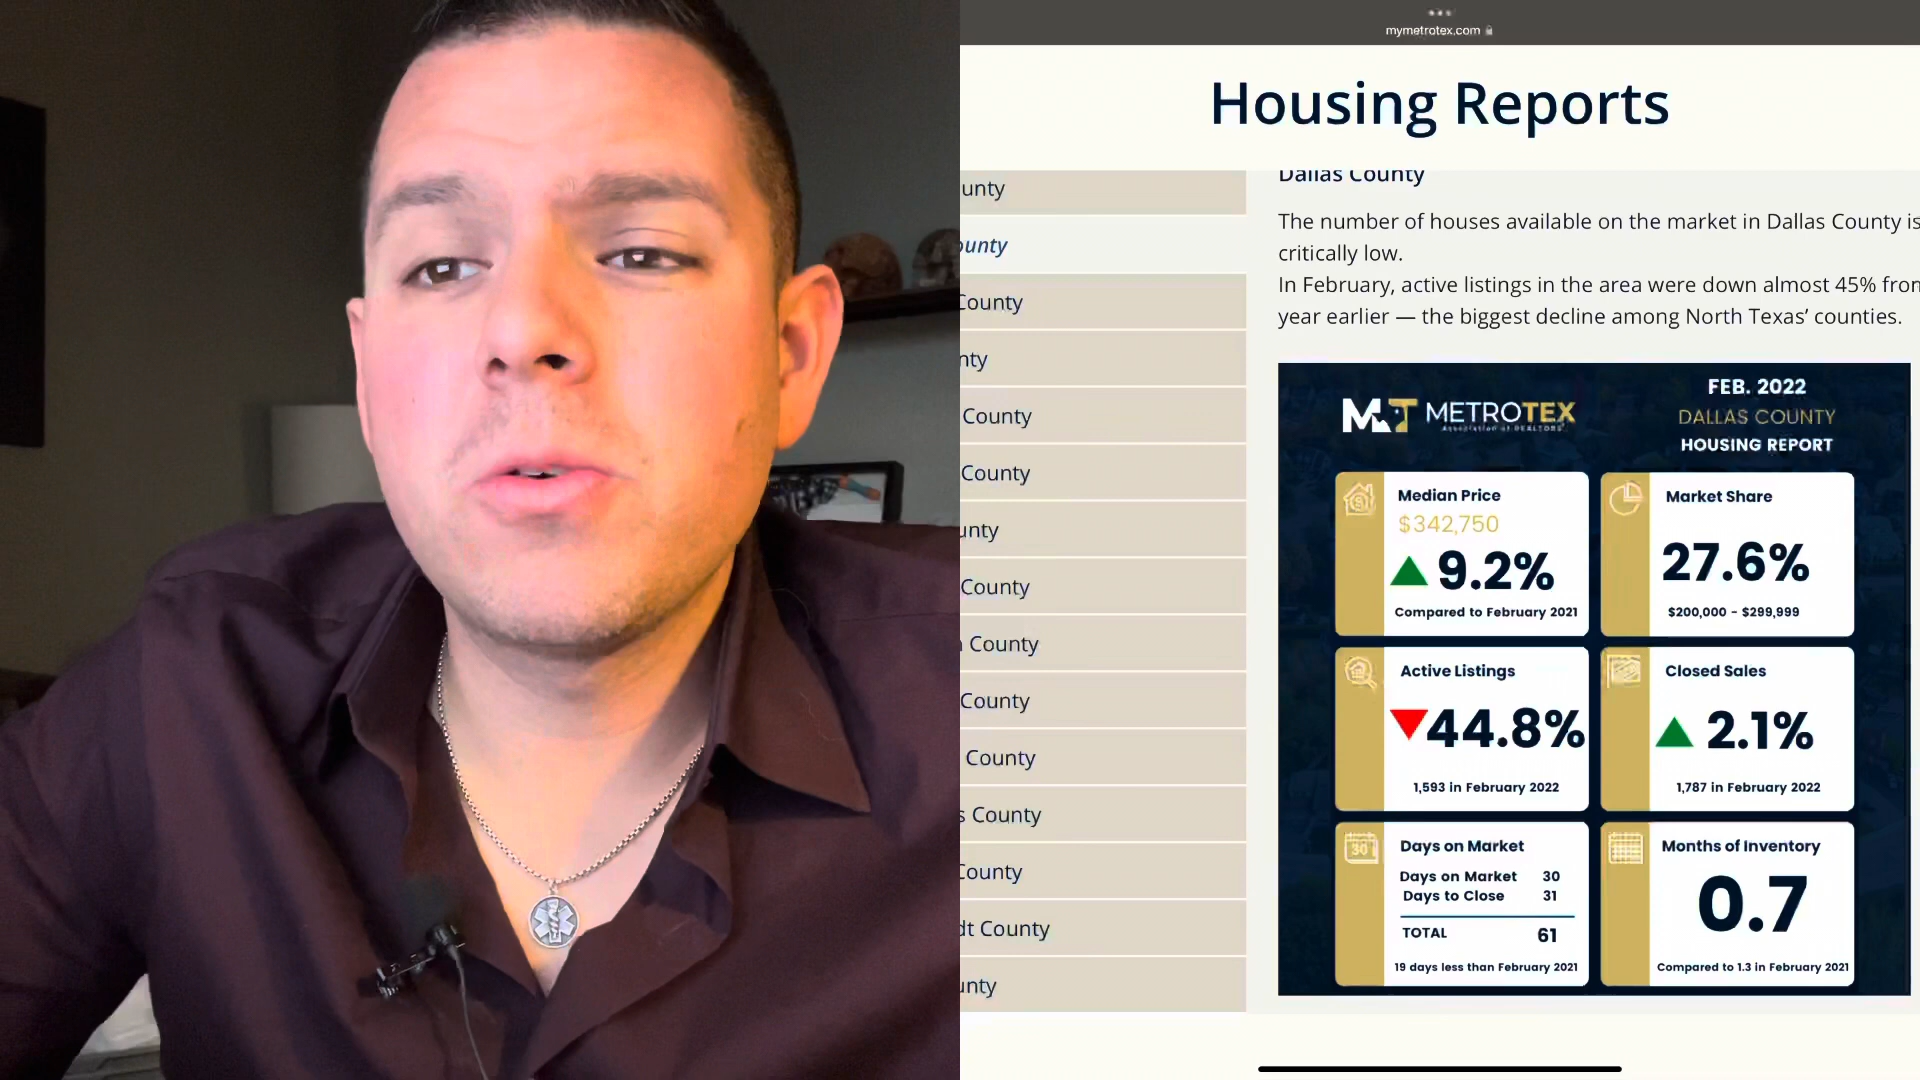 mymetrotex.com
Housing Reports
unty
ounty
County
nty
County
County
unty
County
County
County
County
s County
County
dt County
unty
Dallas County
The number of houses available on the market in Dallas County is
critically low.
In February, active listings in the area were down almost 45% from
year earlier — the biggest decline among North Texas’ counties.
METROTEX
Association of REALTORS
FEB. 2022
DALLAS COUNTY
HOUSING REPORT
Median Price
$342,750
9.2%
Compared to February 2021
Market Share
27.6%
$200,000 - $299,999
Active Listings
44.8%
1,593 in February 2022
Closed Sales
2.1%
1,787 in February 2022
30
Days on Market
Days on Market 30
Days to Close 31
TOTAL 61
19 days less than February 2021
Months of Inventory
0.7
Compared to 1.3 in February 2021